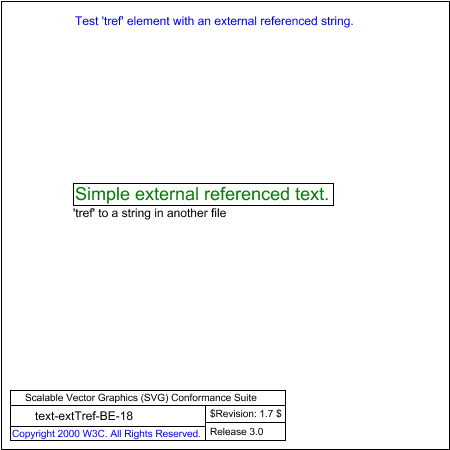 Test 'tref' element with an external referenced string.
Simple external referenced text.
'tref' to a string in another file
Scalable Vector Graphics (SVG) Conformance Suite
text-extTref-BE-18
$Revision: 1.7 $
Copyright 2000 W3C. All Rights Reserved.
Release 3.0